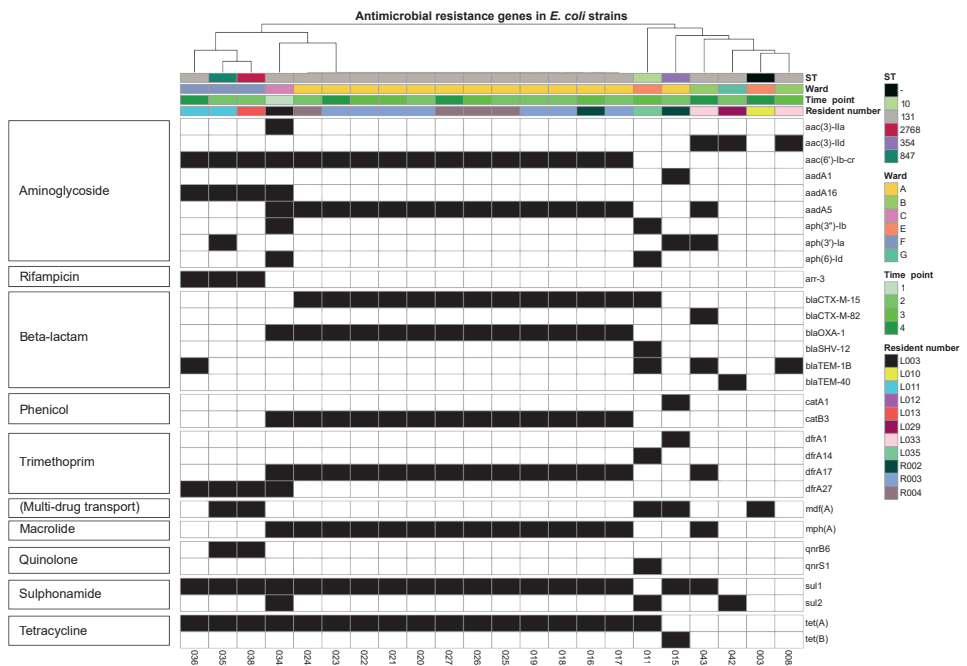 Antimicrobial resistance genes in E. coli strains
ST
Ward
Time point
Resident number
Aminoglycoside
aac(3)-IIa
aac(3)-IId
aac(6')-Ib-cr
aadA1
aadA16
aadA5
aph(3'')-Ib
aph(3')-Ia
aph(6)-Id
Rifampicin
arr-3
Beta-lactam
blaCTX-M-15
blaCTX-M-82
blaOXA-1
blaSHV-12
blaTEM-1B
blaTEM-40
Phenicol
catA1
catB3
Trimethoprim
dfrA1
dfrA14
dfrA17
dfrA27
(Multi-drug transport)
mdf(A)
Macrolide
mph(A)
Quinolone
qnrB6
qnrS1
Sulphonamide
sul1
sul2
Tetracycline
tet(A)
tet(B)
036 035 038 034 024 023 022 021 020 027 026 025 019 018 016 017 011 015 043 042 003 008
ST
-
10
131
2768
354
847
Ward
A
B
C
E
F
G
Time point
1
2
3
4
Resident number
L003
L010
L011
L012
L013
L029
L033
L035
R002
R003
R004